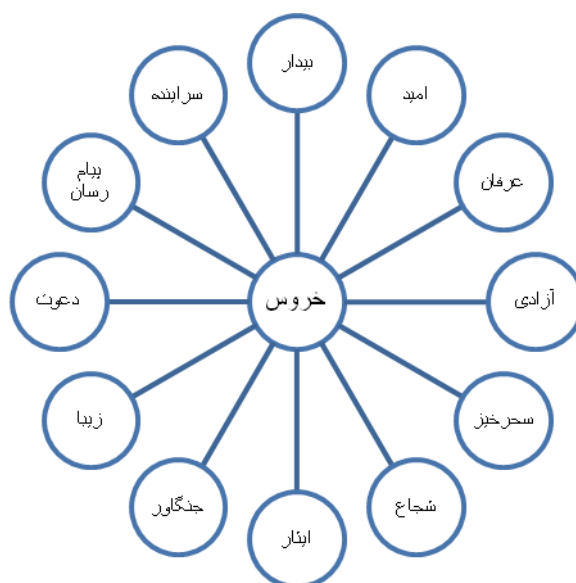 بیدار
امید
عرفان
آزادی
سحرخیز
شجاع
ایثار
جنگاور
زیبا
دعوت
پیام
رسان
سراینده
خروس